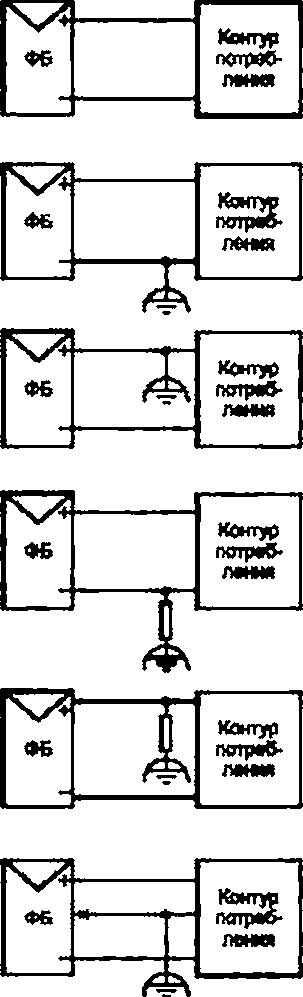 +
ФБ
−
Контур
потреб-
ления
+
ФБ
−
Контур
потреб-
ления
+
ФБ
−
Контур
потреб-
ления
+
ФБ
−
Контур
потреб-
ления
+
ФБ
−
Контур
потреб-
ления
+
ФБ
−
Контур
потреб-
ления